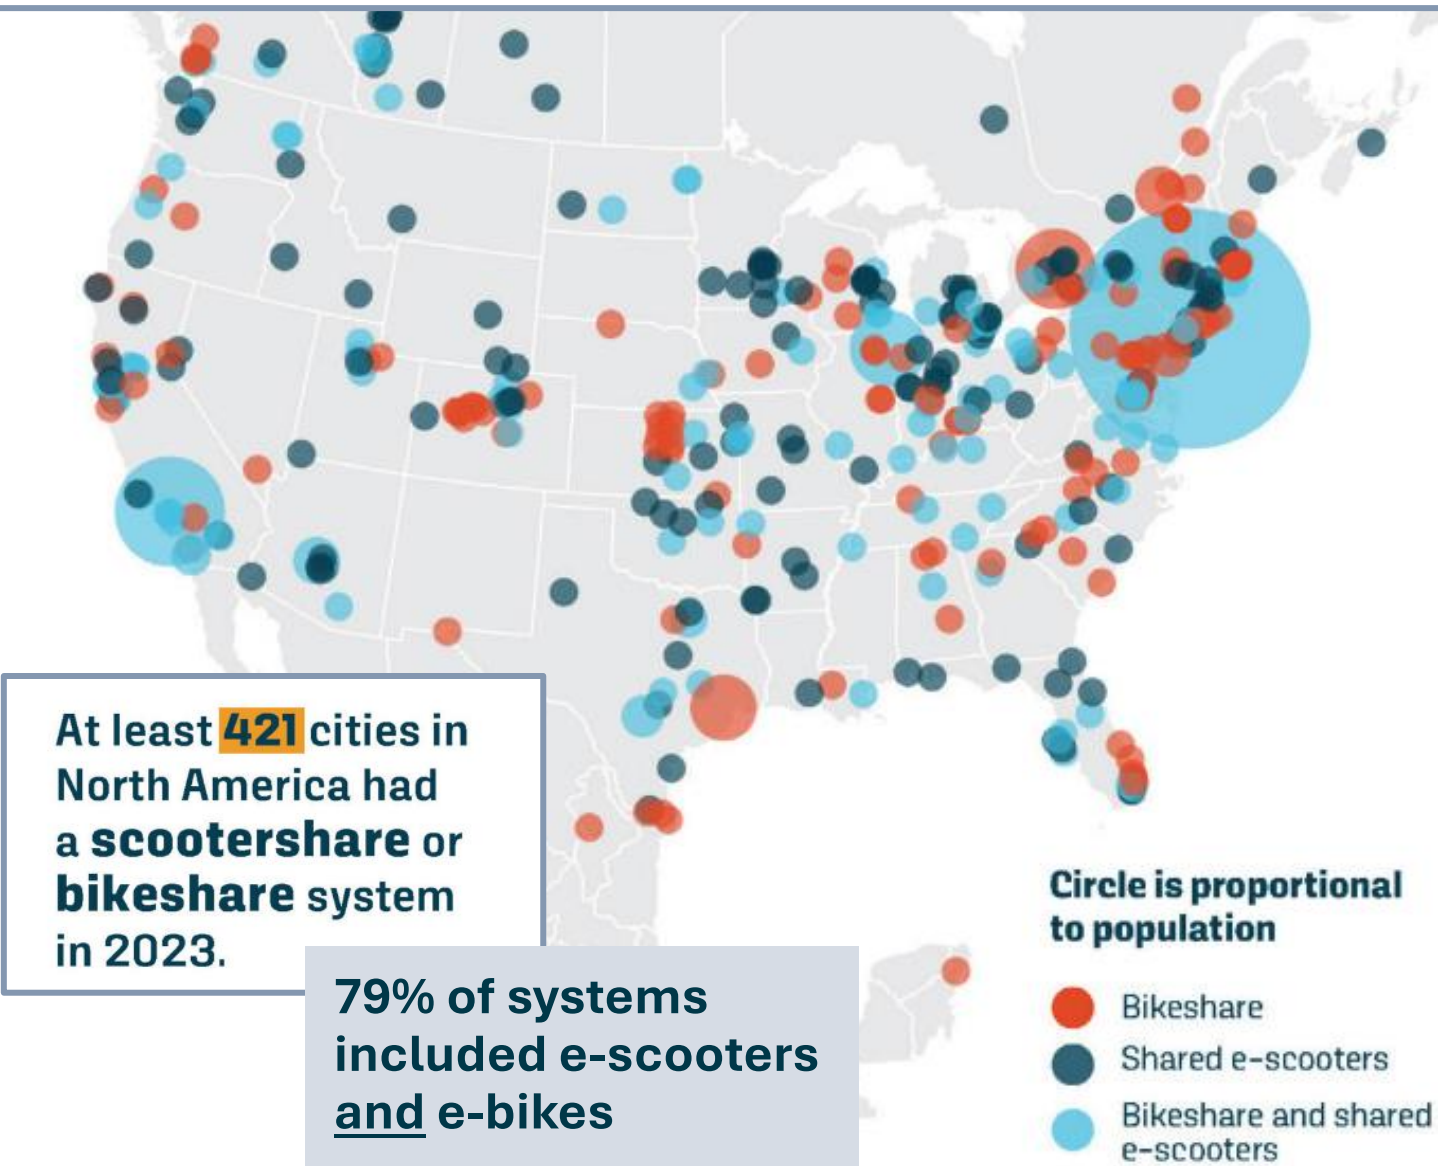 At least 421 cities in
North America had
a scootershare or
bikeshare system
in 2023.
79% of systems
included e-scooters
and e-bikes
Circle is proportional
to population
Bikeshare
Shared e-scooters
Bikeshare and shared
e-scooters